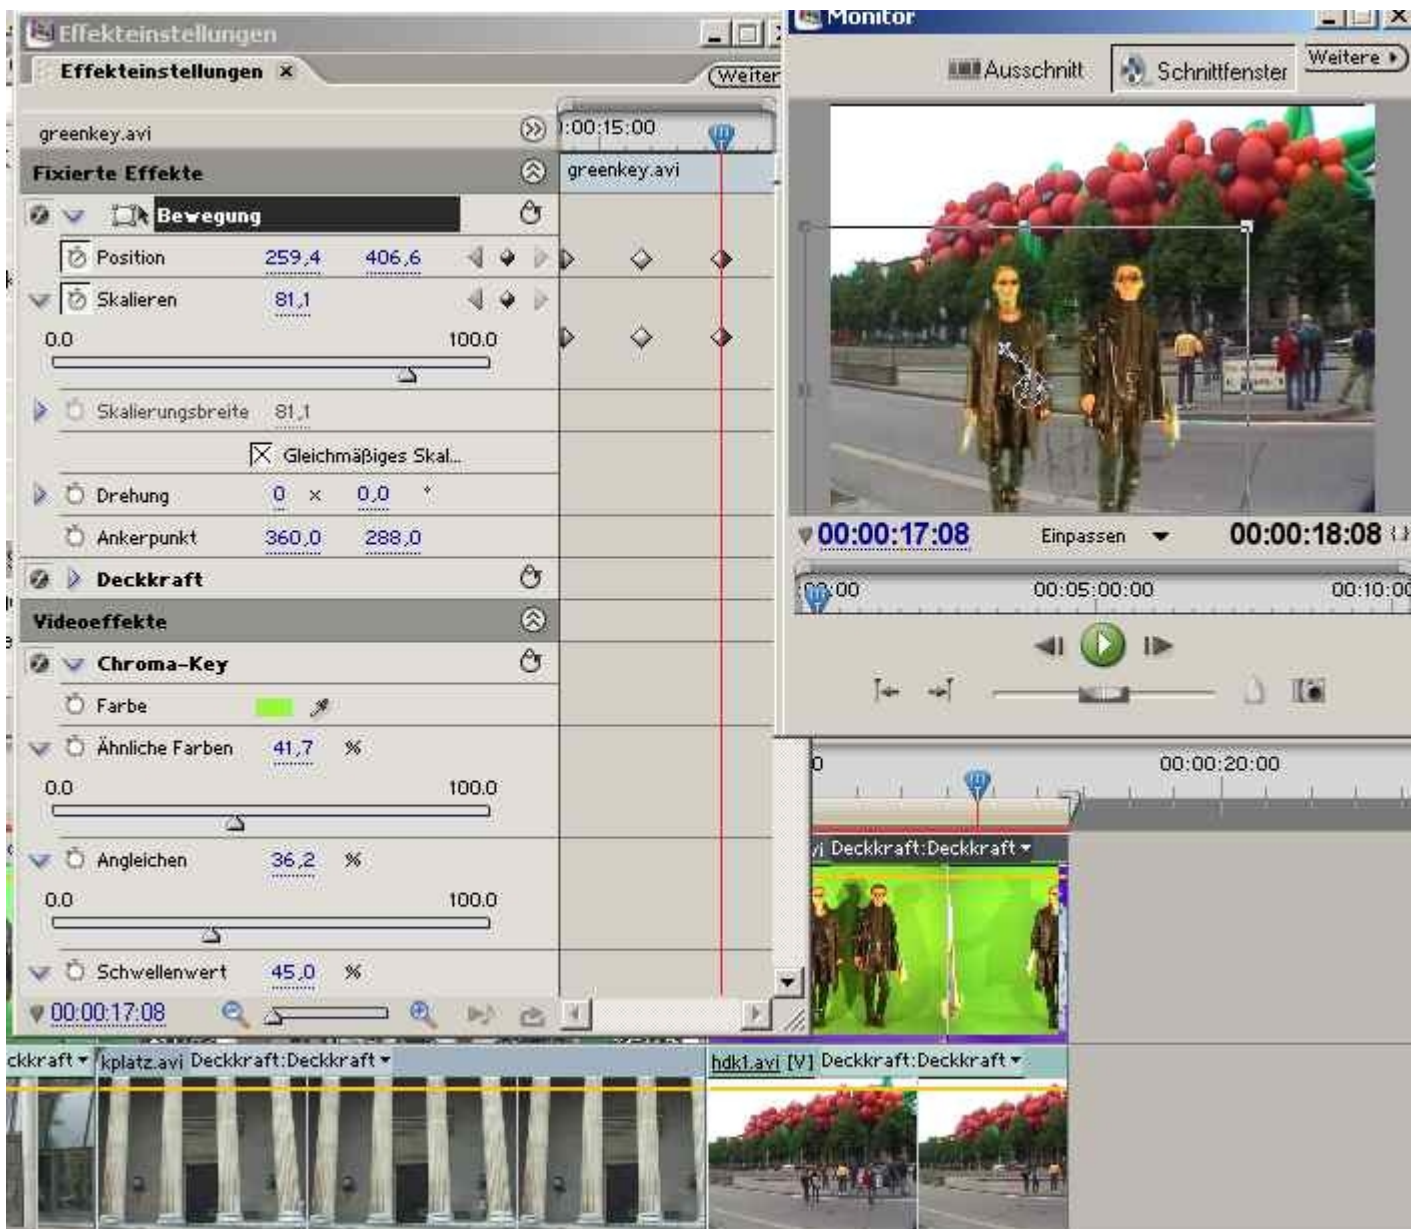 Effekteinstellungen
Effekteinstellungen ×
(Weiter
greenkey.avi
:00:15:00
Fixierte Effekte
greenkey.avi
Bewegung
Position 259,4 406,6
Skalieren 81,1
0.0 100.0
Skalierungsbreite 81,1
Gleichmäßiges Skal...
Drehung 0 × 0,0 °
Ankerpunkt 360,0 288,0
Deckkraft
Videoeffekte
Chroma-Key
Farbe
Ähnliche Farben 41,7 %
0.0 100.0
Angleichen 36,2 %
0.0 100.0
Schwellenwert 45,0 %
00:00:17:08
Monitor
Ausschnitt Schnittfenster Weitere
00:00:17:08 Einpassen 00:00:18:08
00:00 00:05:00:00 00:10:00
0 00:00:20:00
vi Deckkraft:Deckkraft
ckkraft kplatz.avi Deckkraft:Deckkraft hdk1.avi [V] Deckkraft:Deckkraft